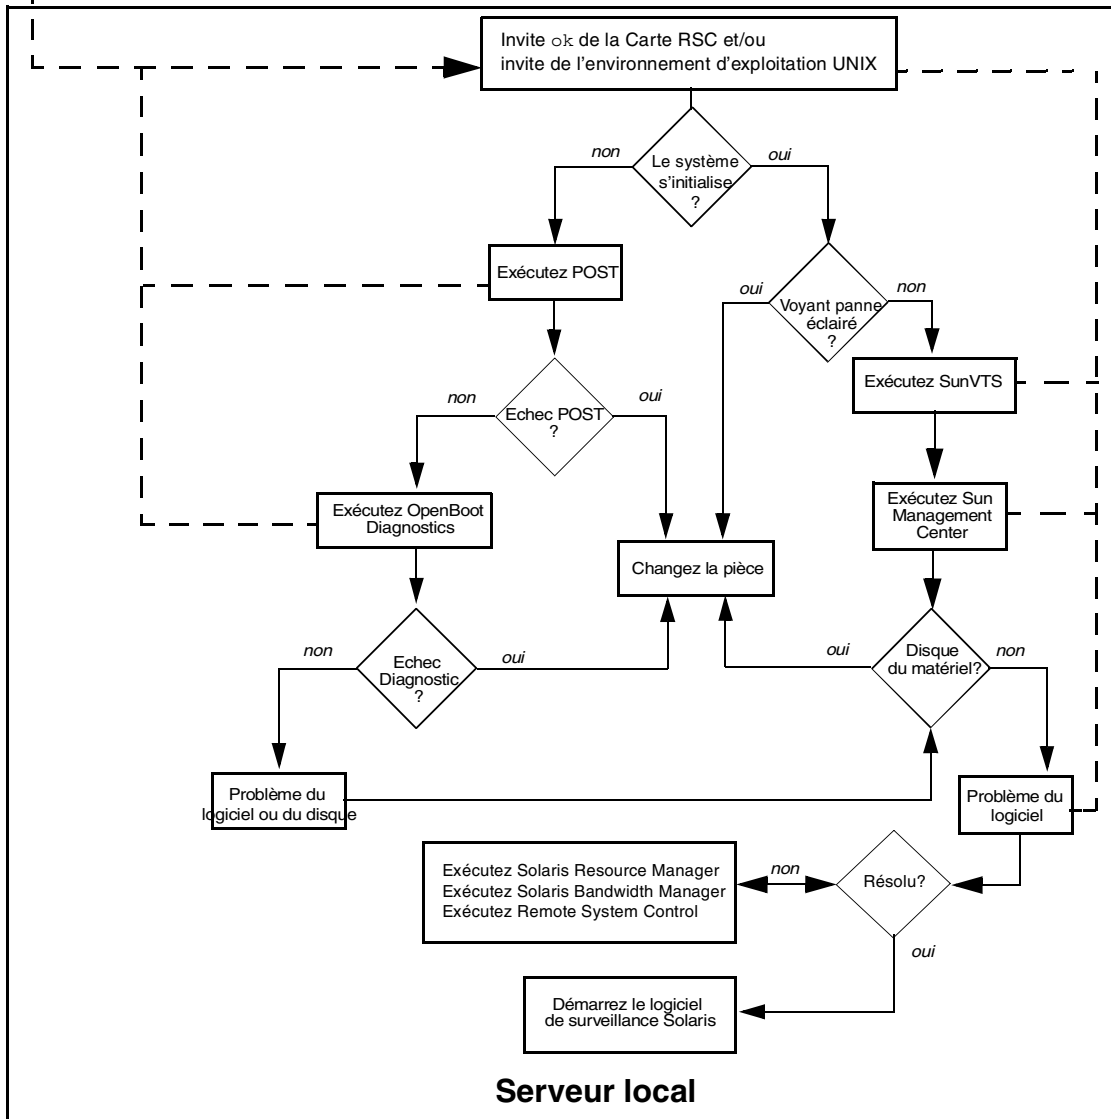 Invite ok de la Carte RSC et/ou
invite de l'environnement d'exploitation UNIX
non
oui
Le système
s'initialise
?
Exécutez POST
oui
non
Voyant panne
éclairé
?
Exécutez SunVTS
non
oui
Echec POST
?
Exécutez OpenBoot
Diagnostics
Exécutez Sun
Management
Center
Changez la pièce
non
oui
Echec
Diagnostic
?
oui
non
Disque
du matériel?
Problème du
logiciel ou du disque
Problème du
logiciel
Exécutez Solaris Resource Manager
Exécutez Solaris Bandwidth Manager
Exécutez Remote System Control
non
Résolu?
oui
Démarrez le logiciel
de surveillance Solaris
Serveur local